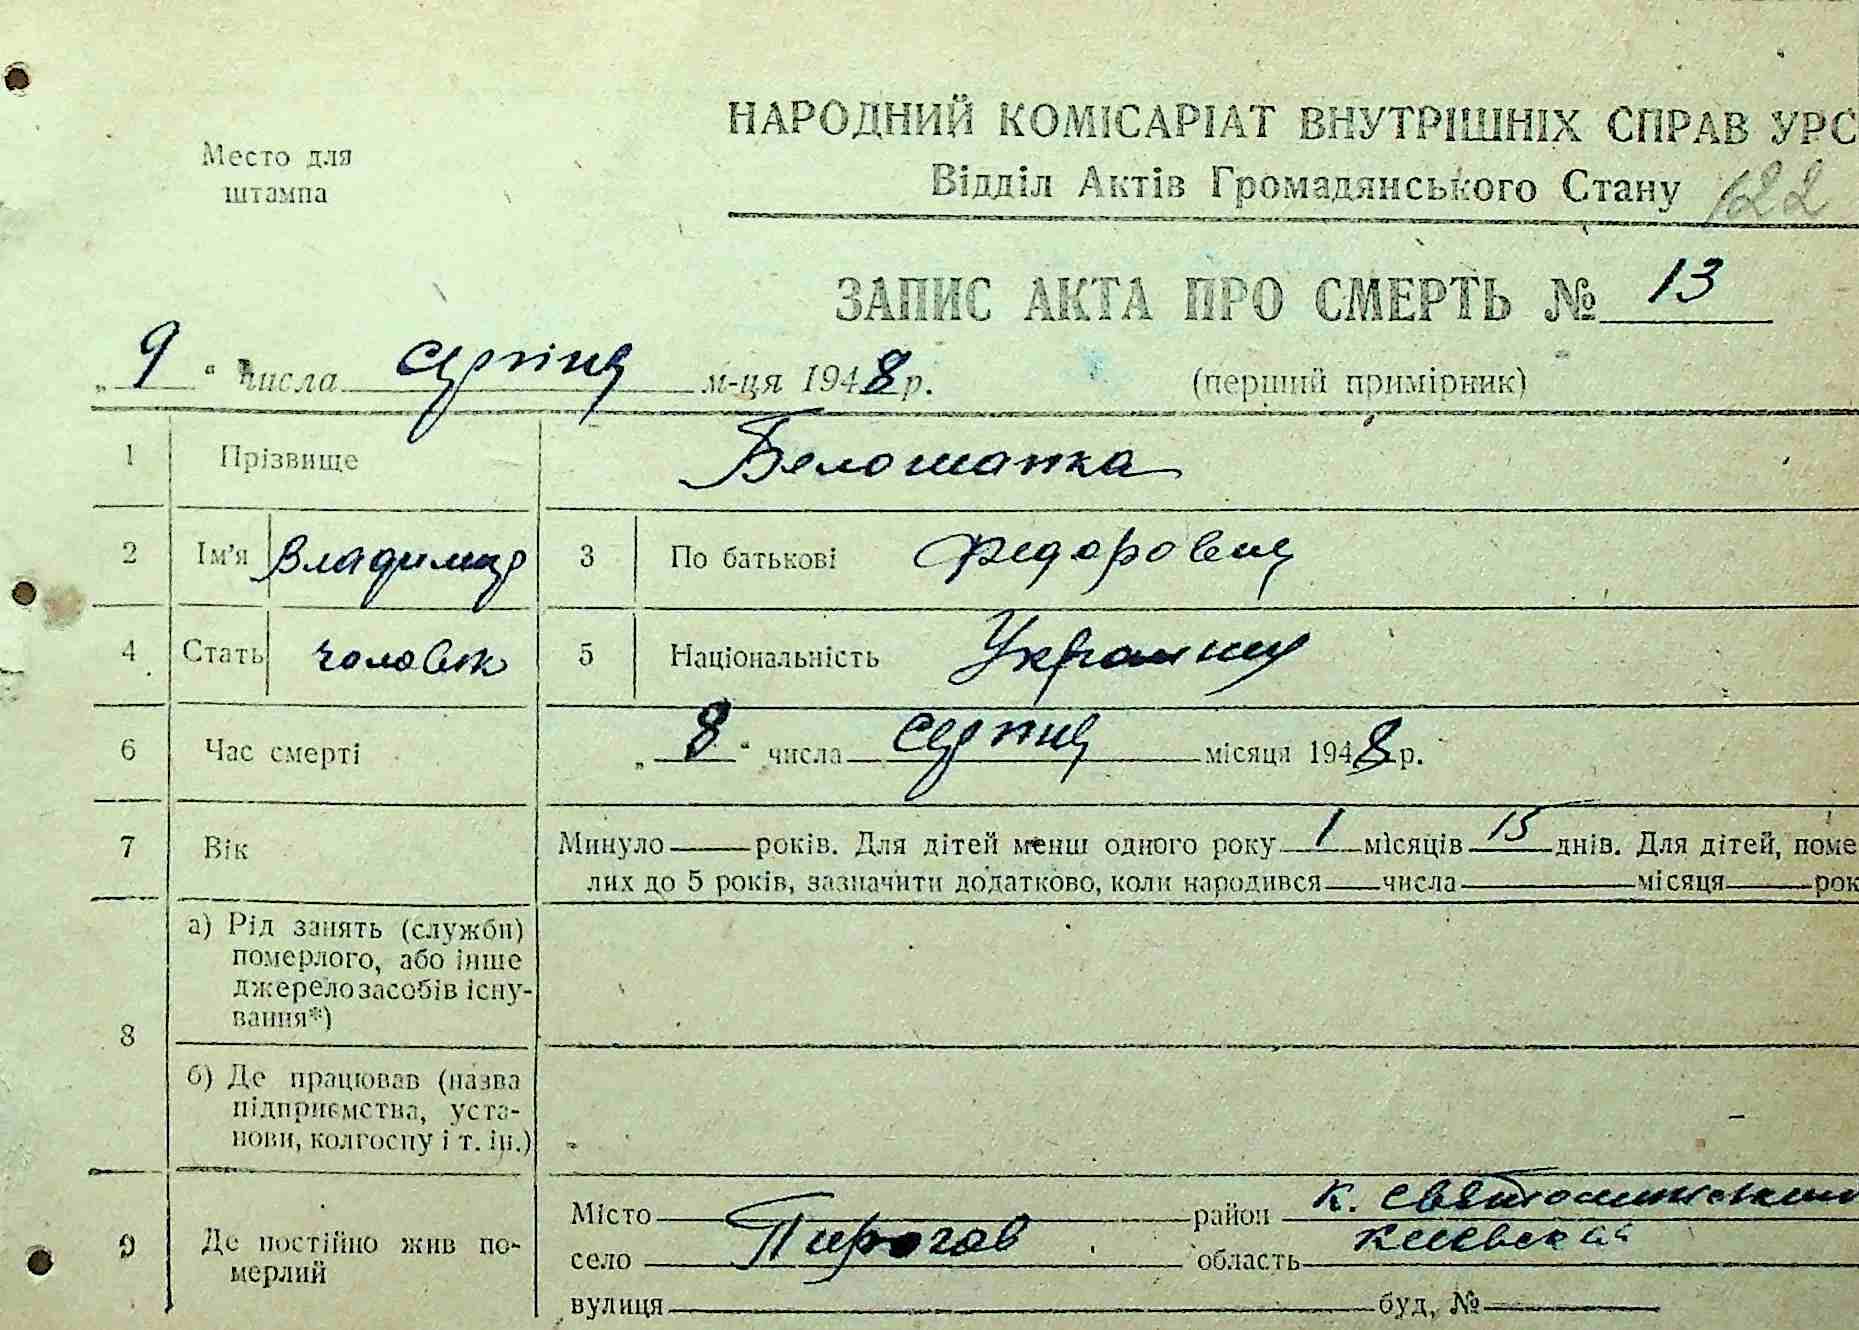 НАРОДНИЙ КОМІСАРІАТ ВНУТРІШНІХ СПРАВ УРС
Место для
штампа
Відділ Актів Громадянського Стану 122
ЗАПИС АКТА ПРО СМЕРТЬ № 13
„ 9 “ числа серпня м-ця 1948 р. (перший примірник)
1 Прізвище Белошапка
2 Ім'я Владимир 3 По батькові Федорович
4 Стать чоловік 5 Національність
6 Час смерті „ 8 “ числа серпня місяця 1948 р.
7 Вік Минуло — років. Для дітей менш одного року 1 місяців 15 днів. Для дітей, поме
лих до 5 років, зазначити додатково, коли народився — числа — місяця — рок
8 а) Рід занять (служби)
померлого, або інше
джерело засобів існу-
вання*)
б) Де працював (назва
підприємства, уста-
нови, колгоспу і т. ін.)
9 Де постійно жив по-
мерлий
Місто район К. Святошинський
село Пирогов область Киевская
вулиця буд. №